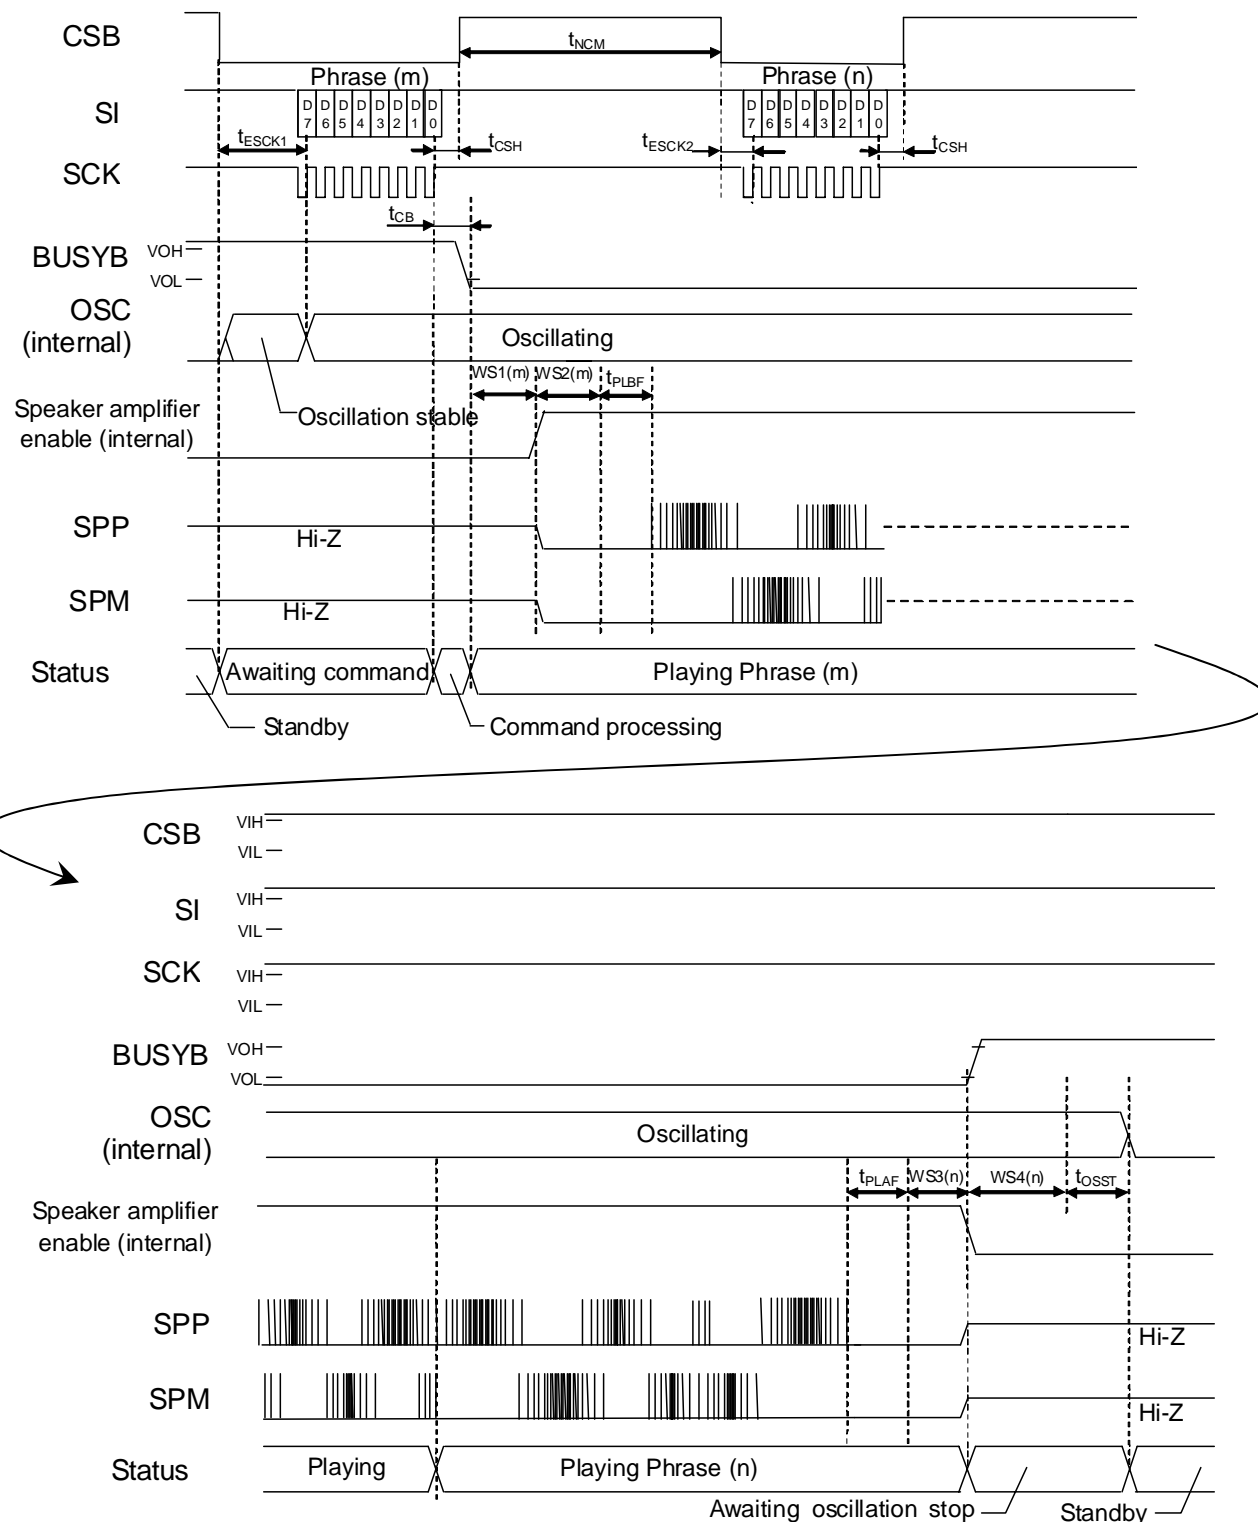 CSB
tNCM
Phrase (m)
Phrase (n)
SI
D7 D6 D5 D4 D3 D2 D1 D0
D7 D6 D5 D4 D3 D2 D1 D0
tESCK1
tCSH
tESCK2
tCSH
SCK
tCB
BUSYB
VOH
VOL
OSC
(internal)
Oscillating
WS1(m)
WS2(m)
tPLBF
Speaker amplifier
enable (internal)
Oscillation stable
SPP
Hi-Z
SPM
Hi-Z
Status
Awaiting command
Playing Phrase (m)
Standby
Command processing
CSB
VIH
VIL
SI
VIH
VIL
SCK
VIH
VIL
BUSYB
VOH
VOL
OSC
(internal)
Oscillating
tPLAF
WS3(n)
WS4(n)
tOSST
Speaker amplifier
enable (internal)
SPP
Hi-Z
SPM
Hi-Z
Status
Playing
Playing Phrase (n)
Awaiting oscillation stop
Standby